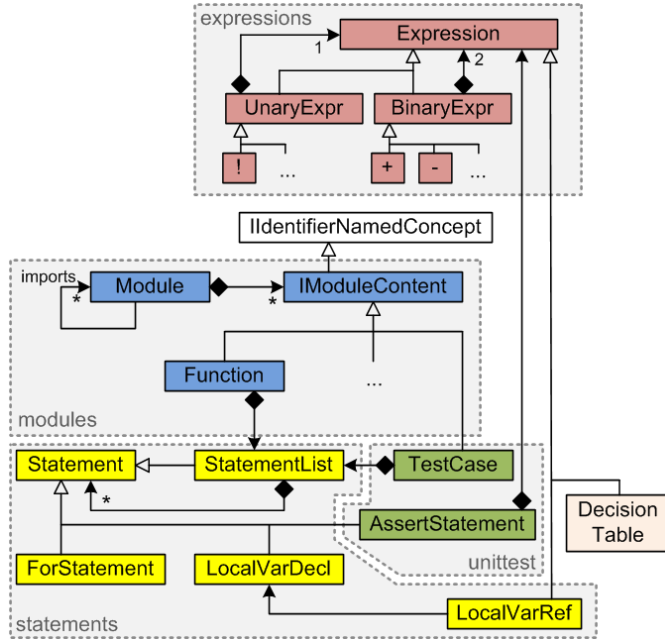 expressions
Expression
1
2
UnaryExpr
BinaryExpr
!
...
+
-
...
IIdentifierNamedConcept
imports
Module
*
*
IModuleContent
Function
...
modules
Statement
StatementList
TestCase
*
AssertStatement
Decision
Table
unittest
ForStatement
LocalVarDecl
LocalVarRef
statements